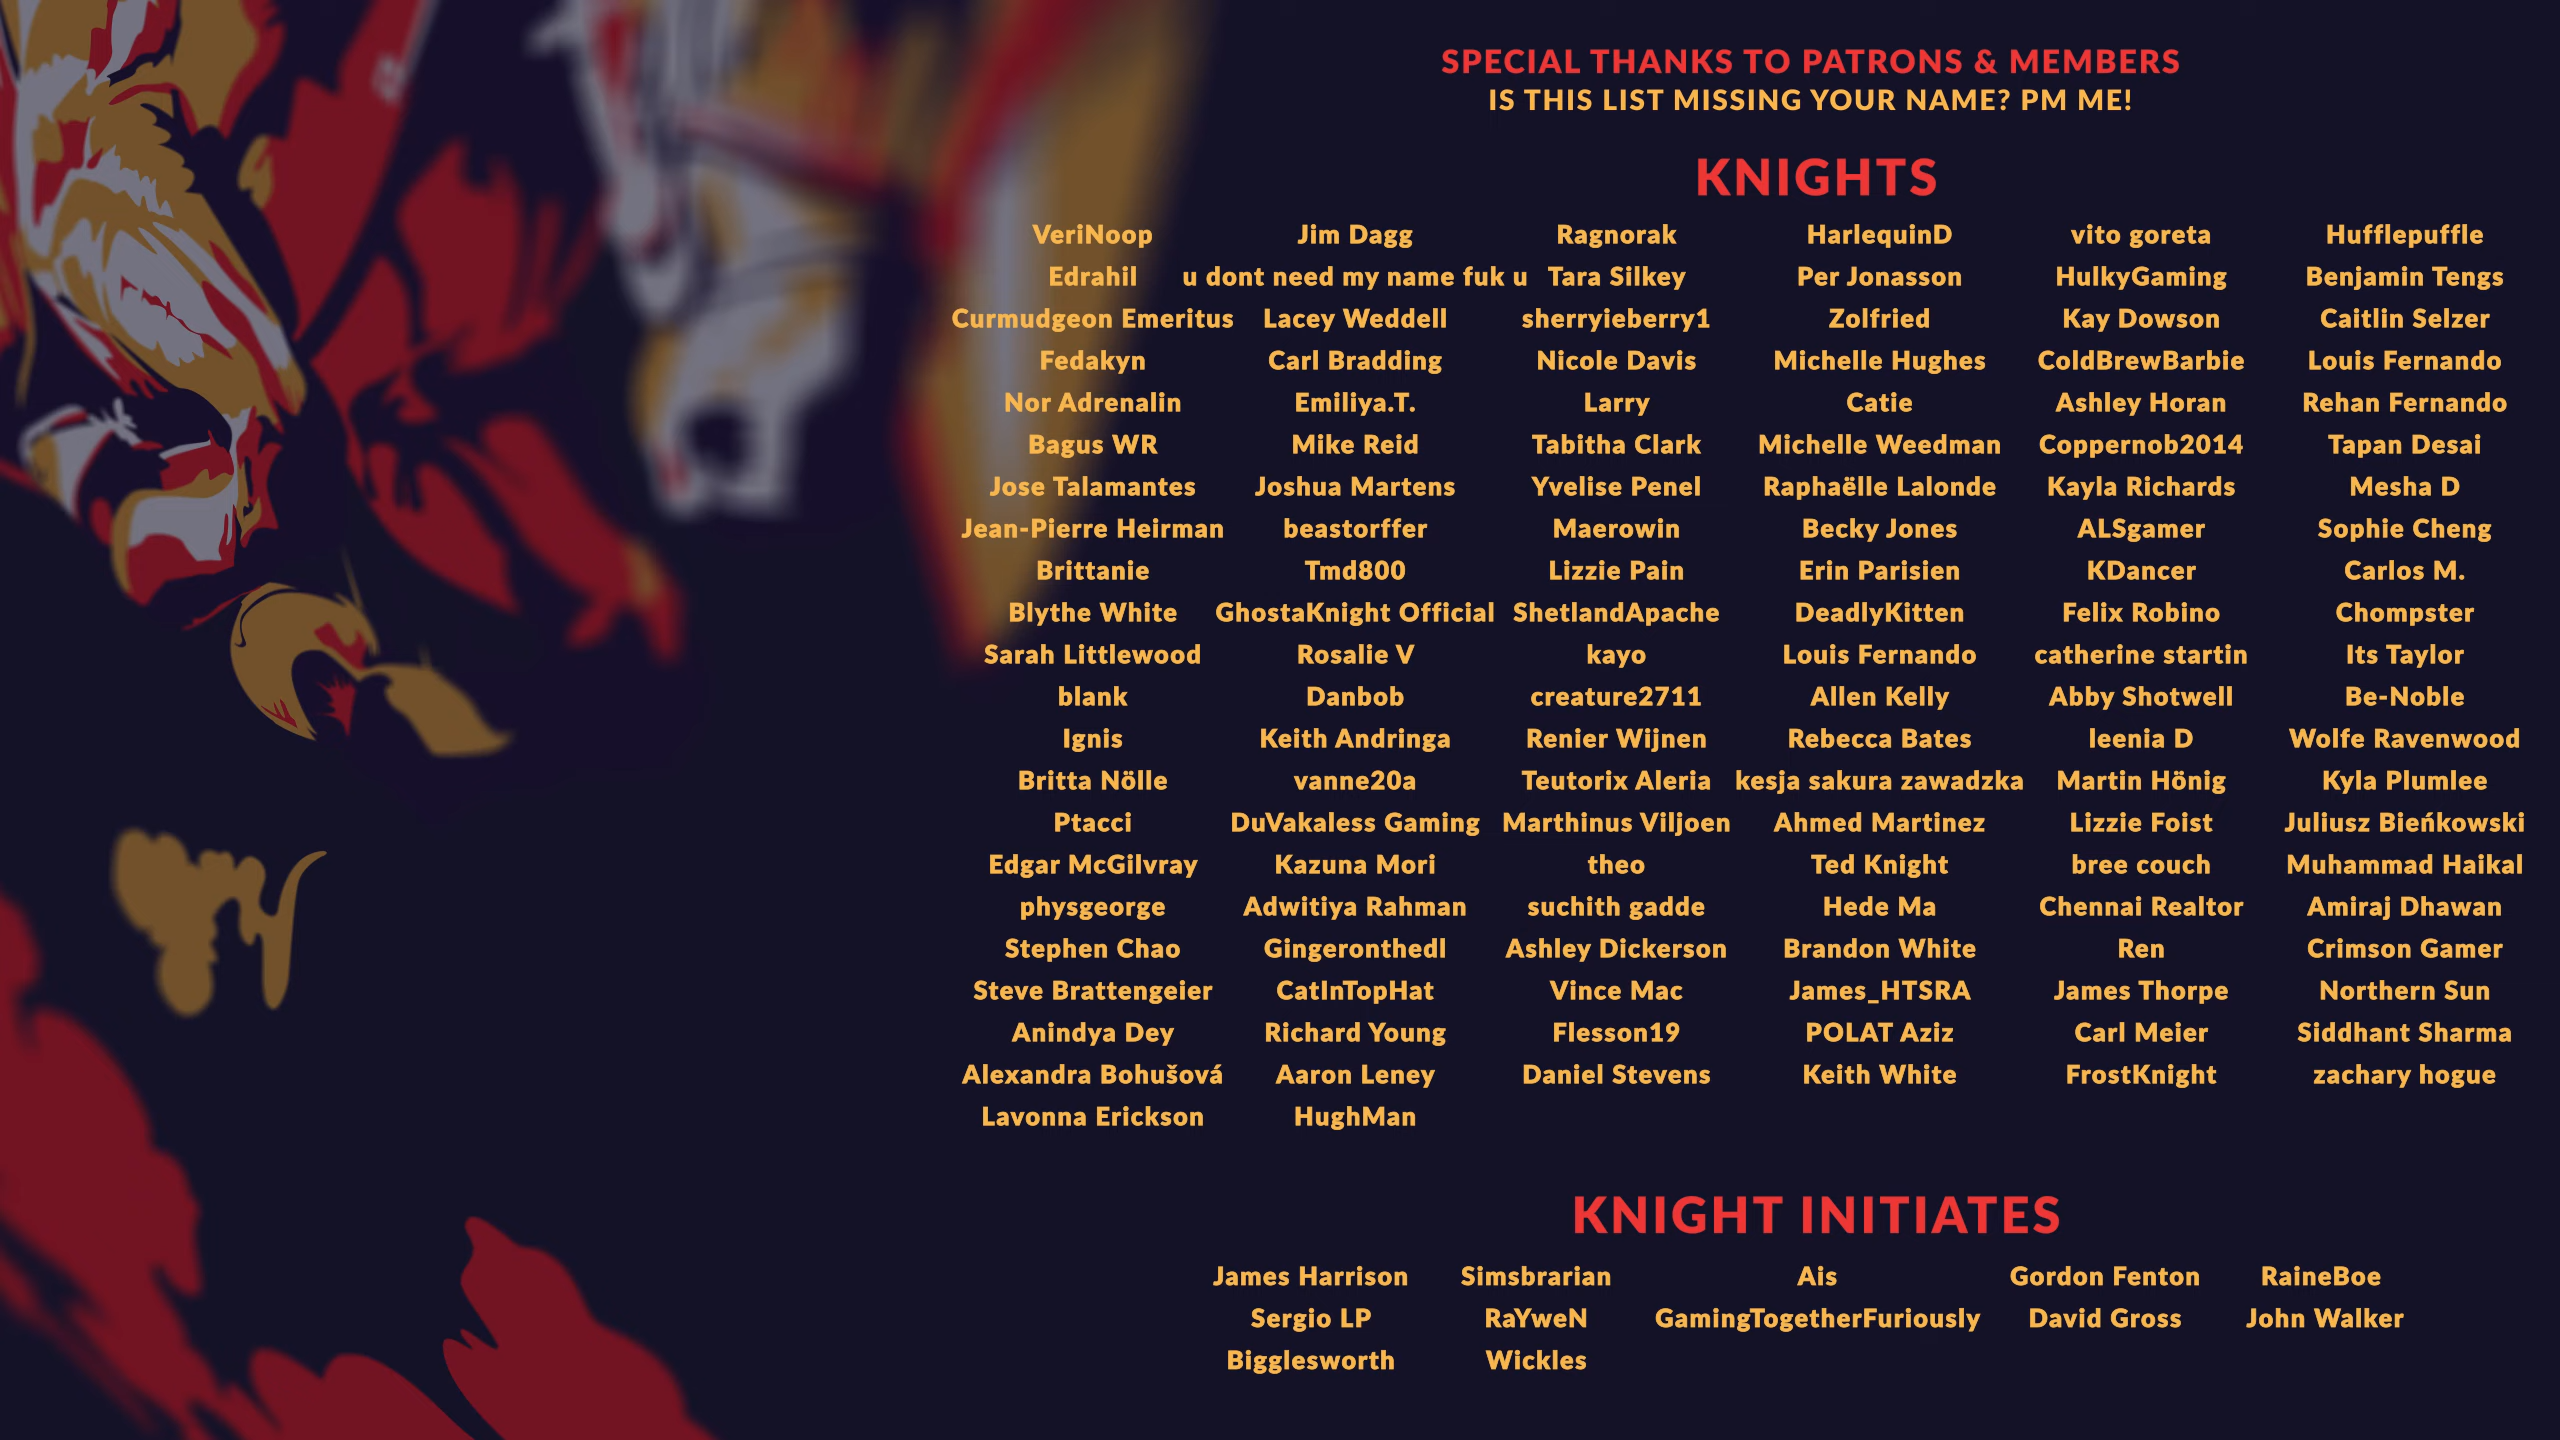 SPECIAL THANKS TO PATRONS & MEMBERS
IS THIS LIST MISSING YOUR NAME? PM ME!
KNIGHTS
VeriNoop Jim Dagg Ragnorak HarlequinD vito goreta Hufflepuffle
Edrahil u dont need my name fuk u Tara Silkey Per Jonasson HulkyGaming Benjamin Tengs
Curmudgeon Emeritus Lacey Weddell sherryieberry1 Zolfried Kay Dowson Caitlin Selzer
Fedakyn Carl Bradding Nicole Davis Michelle Hughes ColdBrewBarbie Louis Fernando
Nor Adrenalin Emiliya.T. Larry Catie Ashley Horan Rehan Fernando
Bagus WR Mike Reid Tabitha Clark Michelle Weedman Coppernob2014 Tapan Desai
Jose Talamantes Joshua Martens Yvelise Penel Raphaëlle Lalonde Kayla Richards Mesha D
Jean-Pierre Heirman beastorffer Maerowin Becky Jones ALSgamer Sophie Cheng
Brittanie Tmd800 Lizzie Pain Erin Parisien KDancer Carlos M.
Blythe White GhostaKnight Official ShetlandApache DeadlyKitten Felix Robino Chompster
Sarah Littlewood Rosalie V kayo Louis Fernando catherine startin Its Taylor
blank Danbob creature2711 Allen Kelly Abby Shotwell Be-Noble
Ignis Keith Andringa Renier Wijnen Rebecca Bates leenia D Wolfe Ravenwood
Britta Nölle vanne20a Teutorix Aleria kesja sakura zawadzka Martin Hönig Kyla Plumlee
Ptacci DuVakaless Gaming Marthinus Viljoen Ahmed Martinez Lizzie Foist Juliusz Bieńkowski
Edgar McGilvray Kazuna Mori theo Ted Knight bree couch Muhammad Haikal
physgeorge Adwitiya Rahman suchith gadde Hede Ma Chennai Realtor Amiraj Dhawan
Stephen Chao Gingeronthedl Ashley Dickerson Brandon White Ren Crimson Gamer
Steve Brattengeier CatInTopHat Vince Mac James_HTSRA James Thorpe Northern Sun
Anindya Dey Richard Young Flesson19 POLAT Aziz Carl Meier Siddhant Sharma
Alexandra Bohušová Aaron Leney Daniel Stevens Keith White FrostKnight zachary hogue
Lavonna Erickson HughMan
KNIGHT INITIATES
James Harrison Simsbrarian Ais Gordon Fenton RaineBoe
Sergio LP RaYweN GamingTogetherFuriously David Gross John Walker
Bigglesworth Wickles